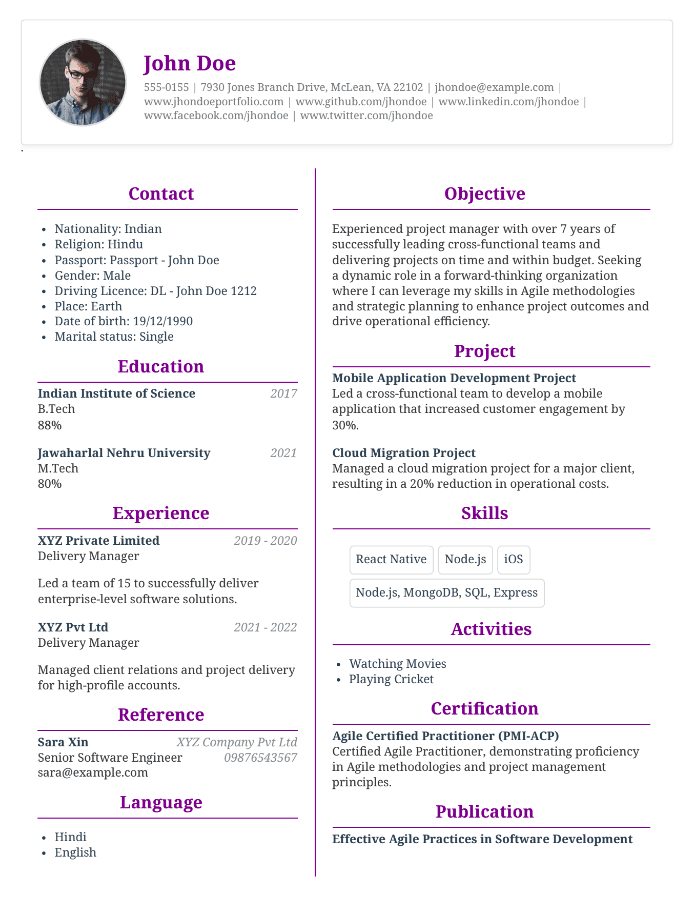 John Doe
555-0155 | 7930 Jones Branch Drive, McLean, VA 22102 | jhondoe@example.com |
www.jhondoeportfolio.com | www.github.com/jhondoe | www.linkedin.com/jhondoe |
www.facebook.com/jhondoe | www.twitter.com/jhondoe
.
Contact
• Nationality: Indian
• Religion: Hindu
• Passport: Passport - John Doe
• Gender: Male
• Driving Licence: DL - John Doe 1212
• Place: Earth
• Date of birth: 19/12/1990
• Marital status: Single
Education
Indian Institute of Science 2017
B.Tech
88%
Jawaharlal Nehru University 2021
M.Tech
80%
Experience
XYZ Private Limited 2019 - 2020
Delivery Manager
Led a team of 15 to successfully deliver
enterprise-level software solutions.
XYZ Pvt Ltd 2021 - 2022
Delivery Manager
Managed client relations and project delivery
for high-profile accounts.
Reference
Sara Xin XYZ Company Pvt Ltd
Senior Software Engineer 09876543567
sara@example.com
Language
• Hindi
• English
Objective
Experienced project manager with over 7 years of
successfully leading cross-functional teams and
delivering projects on time and within budget. Seeking
a dynamic role in a forward-thinking organization
where I can leverage my skills in Agile methodologies
and strategic planning to enhance project outcomes and
drive operational efficiency.
Project
Mobile Application Development Project
Led a cross-functional team to develop a mobile
application that increased customer engagement by
30%.
Cloud Migration Project
Managed a cloud migration project for a major client,
resulting in a 20% reduction in operational costs.
Skills
React Native Node.js iOS
Node.js, MongoDB, SQL, Express
Activities
• Watching Movies
• Playing Cricket
Certification
Agile Certified Practitioner (PMI-ACP)
Certified Agile Practitioner, demonstrating proficiency
in Agile methodologies and project management
principles.
Publication
Effective Agile Practices in Software Development